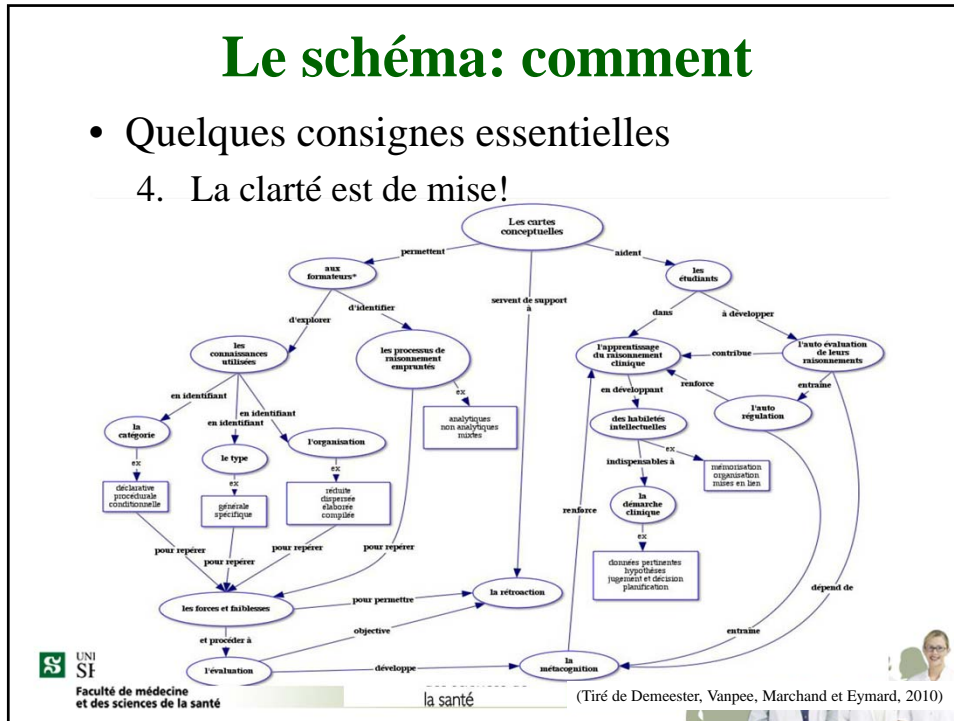 Le schéma: comment
• Quelques consignes essentielles
4. La clarté est de mise!
Les cartes
conceptuelles
permettent
aident
aux
formateurs*
les
étudiants
servent de support
à
d'explorer
d'identifier
dans
à développer
les
connaissances
utilisées
les processus de
raisonnement
empruntés
l'apprentissage
du raisonnement
clinique
contribue
l'auto évaluation
de leurs
raisonnements
en identifiant
en identifiant
en identifiant
ex
en développant
renforce
entraine
la
catégorie
le type
l'organisation
analytiques
non analytiques
mixtes
des habiletés
intellectuelles
l'auto
régulation
ex
ex
ex
indispensables à
ex
déclarative
procédurale
conditionnelle
générale
spécifique
réduite
dispersée
élaborée
compilée
renforce
la
démarche
clinique
mémorisation
organisation
mises en lien
ex
pour repérer
pour repérer
pour repérer
pour repérer
données pertinentes
hypothèses
jugement et décision
planification
les forces et faiblesses
pour permettre
la rétroaction
dépend de
et procéder à
objective
entraine
l'évaluation
développe
la
métacognition
UNI
SH
Faculté de médecine
et des sciences de la santé
la santé
(Tiré de Demeester, Vanpee, Marchand et Eymard, 2010)